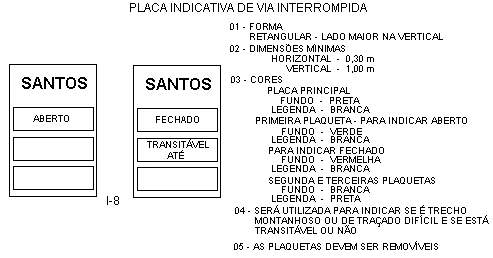 PLACA INDICATIVA DE VIA INTERROMPIDA
SANTOS
ABERTO
I-8
SANTOS
FECHADO
TRANSITÁVEL
ATÉ
01 - FORMA
RETANGULAR - LADO MAIOR NA VERTICAL
02 - DIMENSÕES MÍNIMAS
HORIZONTAL - 0,30 m
VERTICAL - 1,00 m
03 - CORES
PLACA PRINCIPAL
FUNDO - PRETA
LEGENDA - BRANCA
PRIMEIRA PLAQUETA - PARA INDICAR ABERTO
FUNDO - VERDE
LEGENDA - BRANCA
PARA INDICAR FECHADO
FUNDO - VERMELHA
LEGENDA - BRANCA
SEGUNDA E TERCEIRAS PLAQUETAS
FUNDO - BRANCA
LEGENDA - PRETA
04 - SERÁ UTILIZADA PARA INDICAR SE É TRECHO
MONTANHOSO OU DE TRAÇADO DIFÍCIL E SE ESTÁ
TRANSITÁVEL OU NÃO
05 - AS PLAQUETAS DEVEM SER REMOVÍVEIS